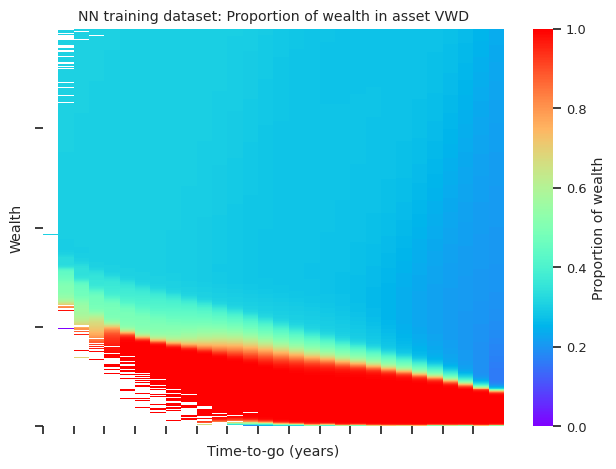 NN training dataset: Proportion of wealth in asset VWD
Wealth
Time-to-go (years)
1.0
0.8
0.6
0.4
0.2
0.0
Proportion of wealth